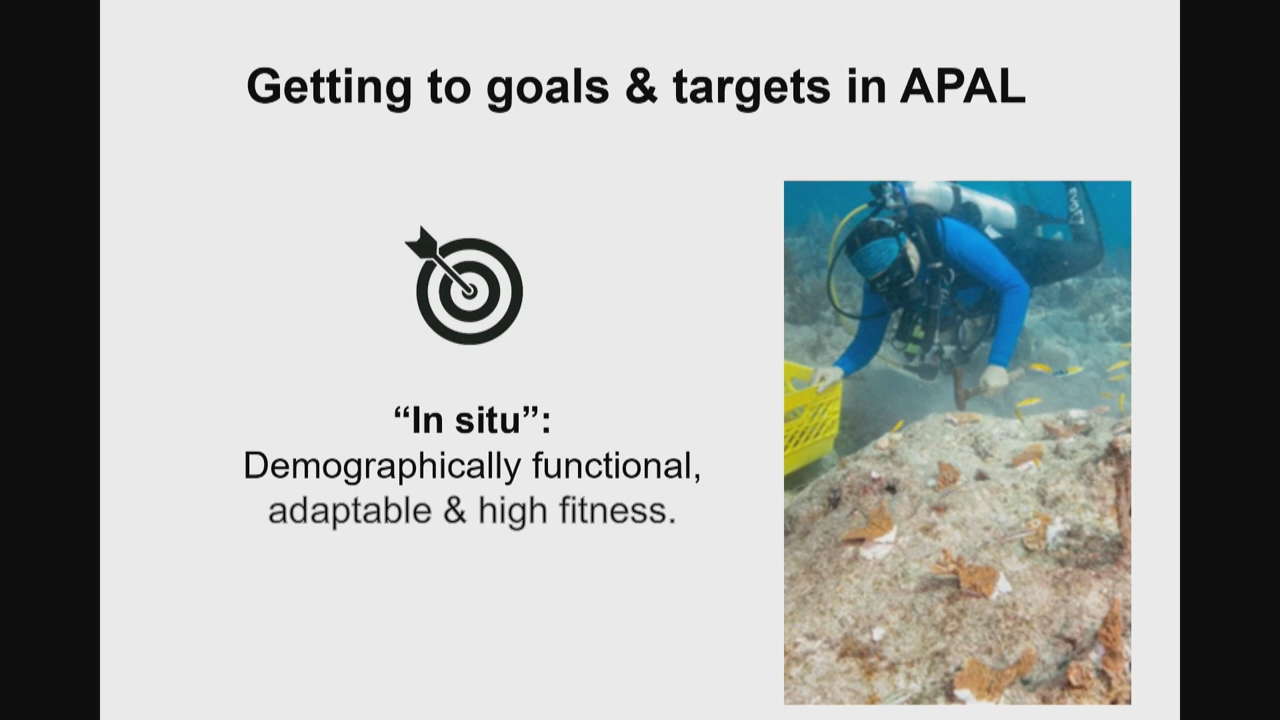 Getting to goals & targets in APAL
“In situ”:
Demographically functional,
adaptable & high fitness.